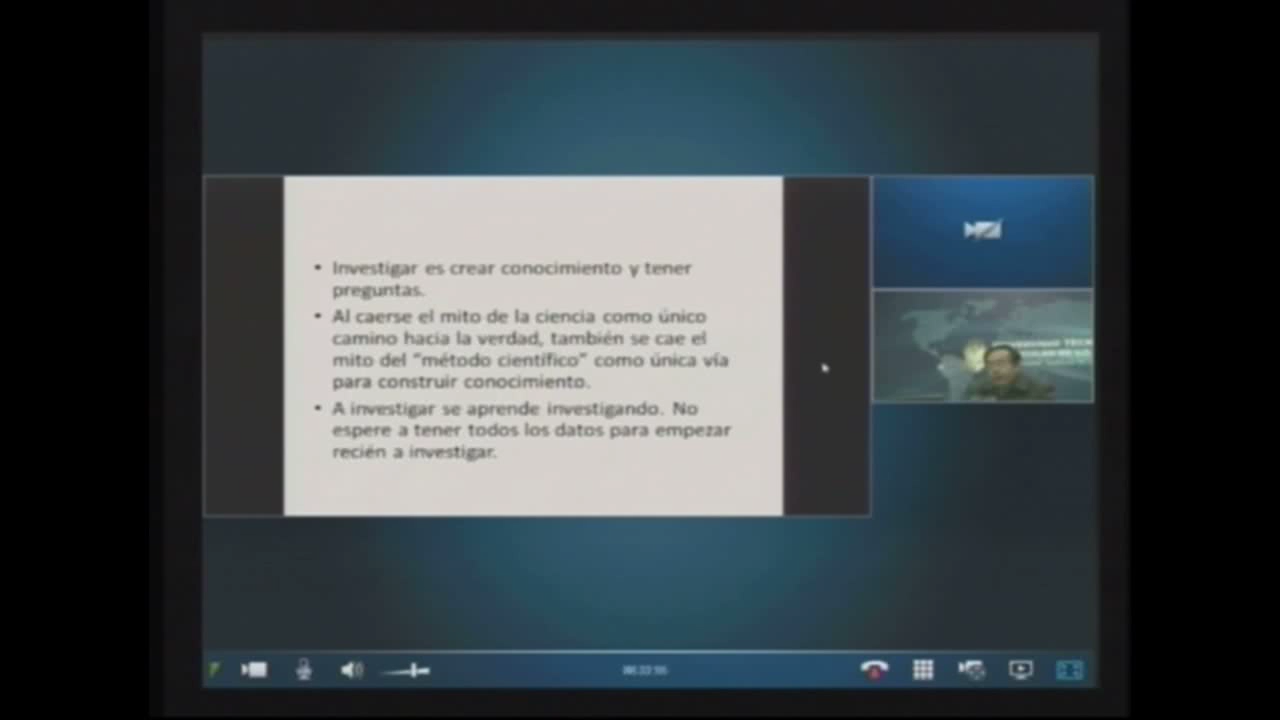 • Investigar es crear conocimiento y tener
preguntas.
• Al caerse el mito de la ciencia como único
camino hacia la verdad, también se cae el
mito del "método científico" como única vía
para construir conocimiento.
• A investigar se aprende investigando. No
espere a tener todos los datos para empezar
recién a investigar.